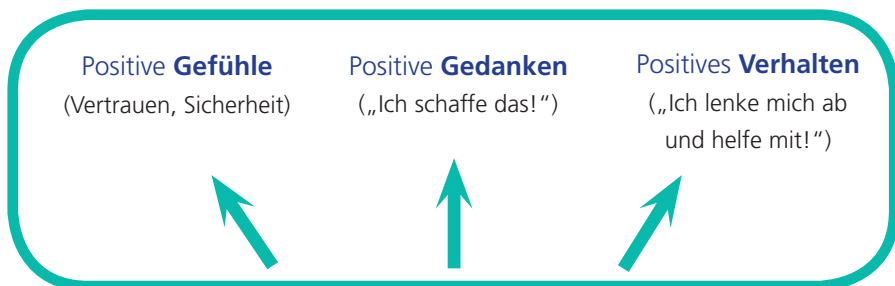 Positive Gefühle
(Vertrauen, Sicherheit)
Positive Gedanken
(„Ich schaffe das!“)
Positives Verhalten
(„Ich lenke mich ab
und helfe mit!“)